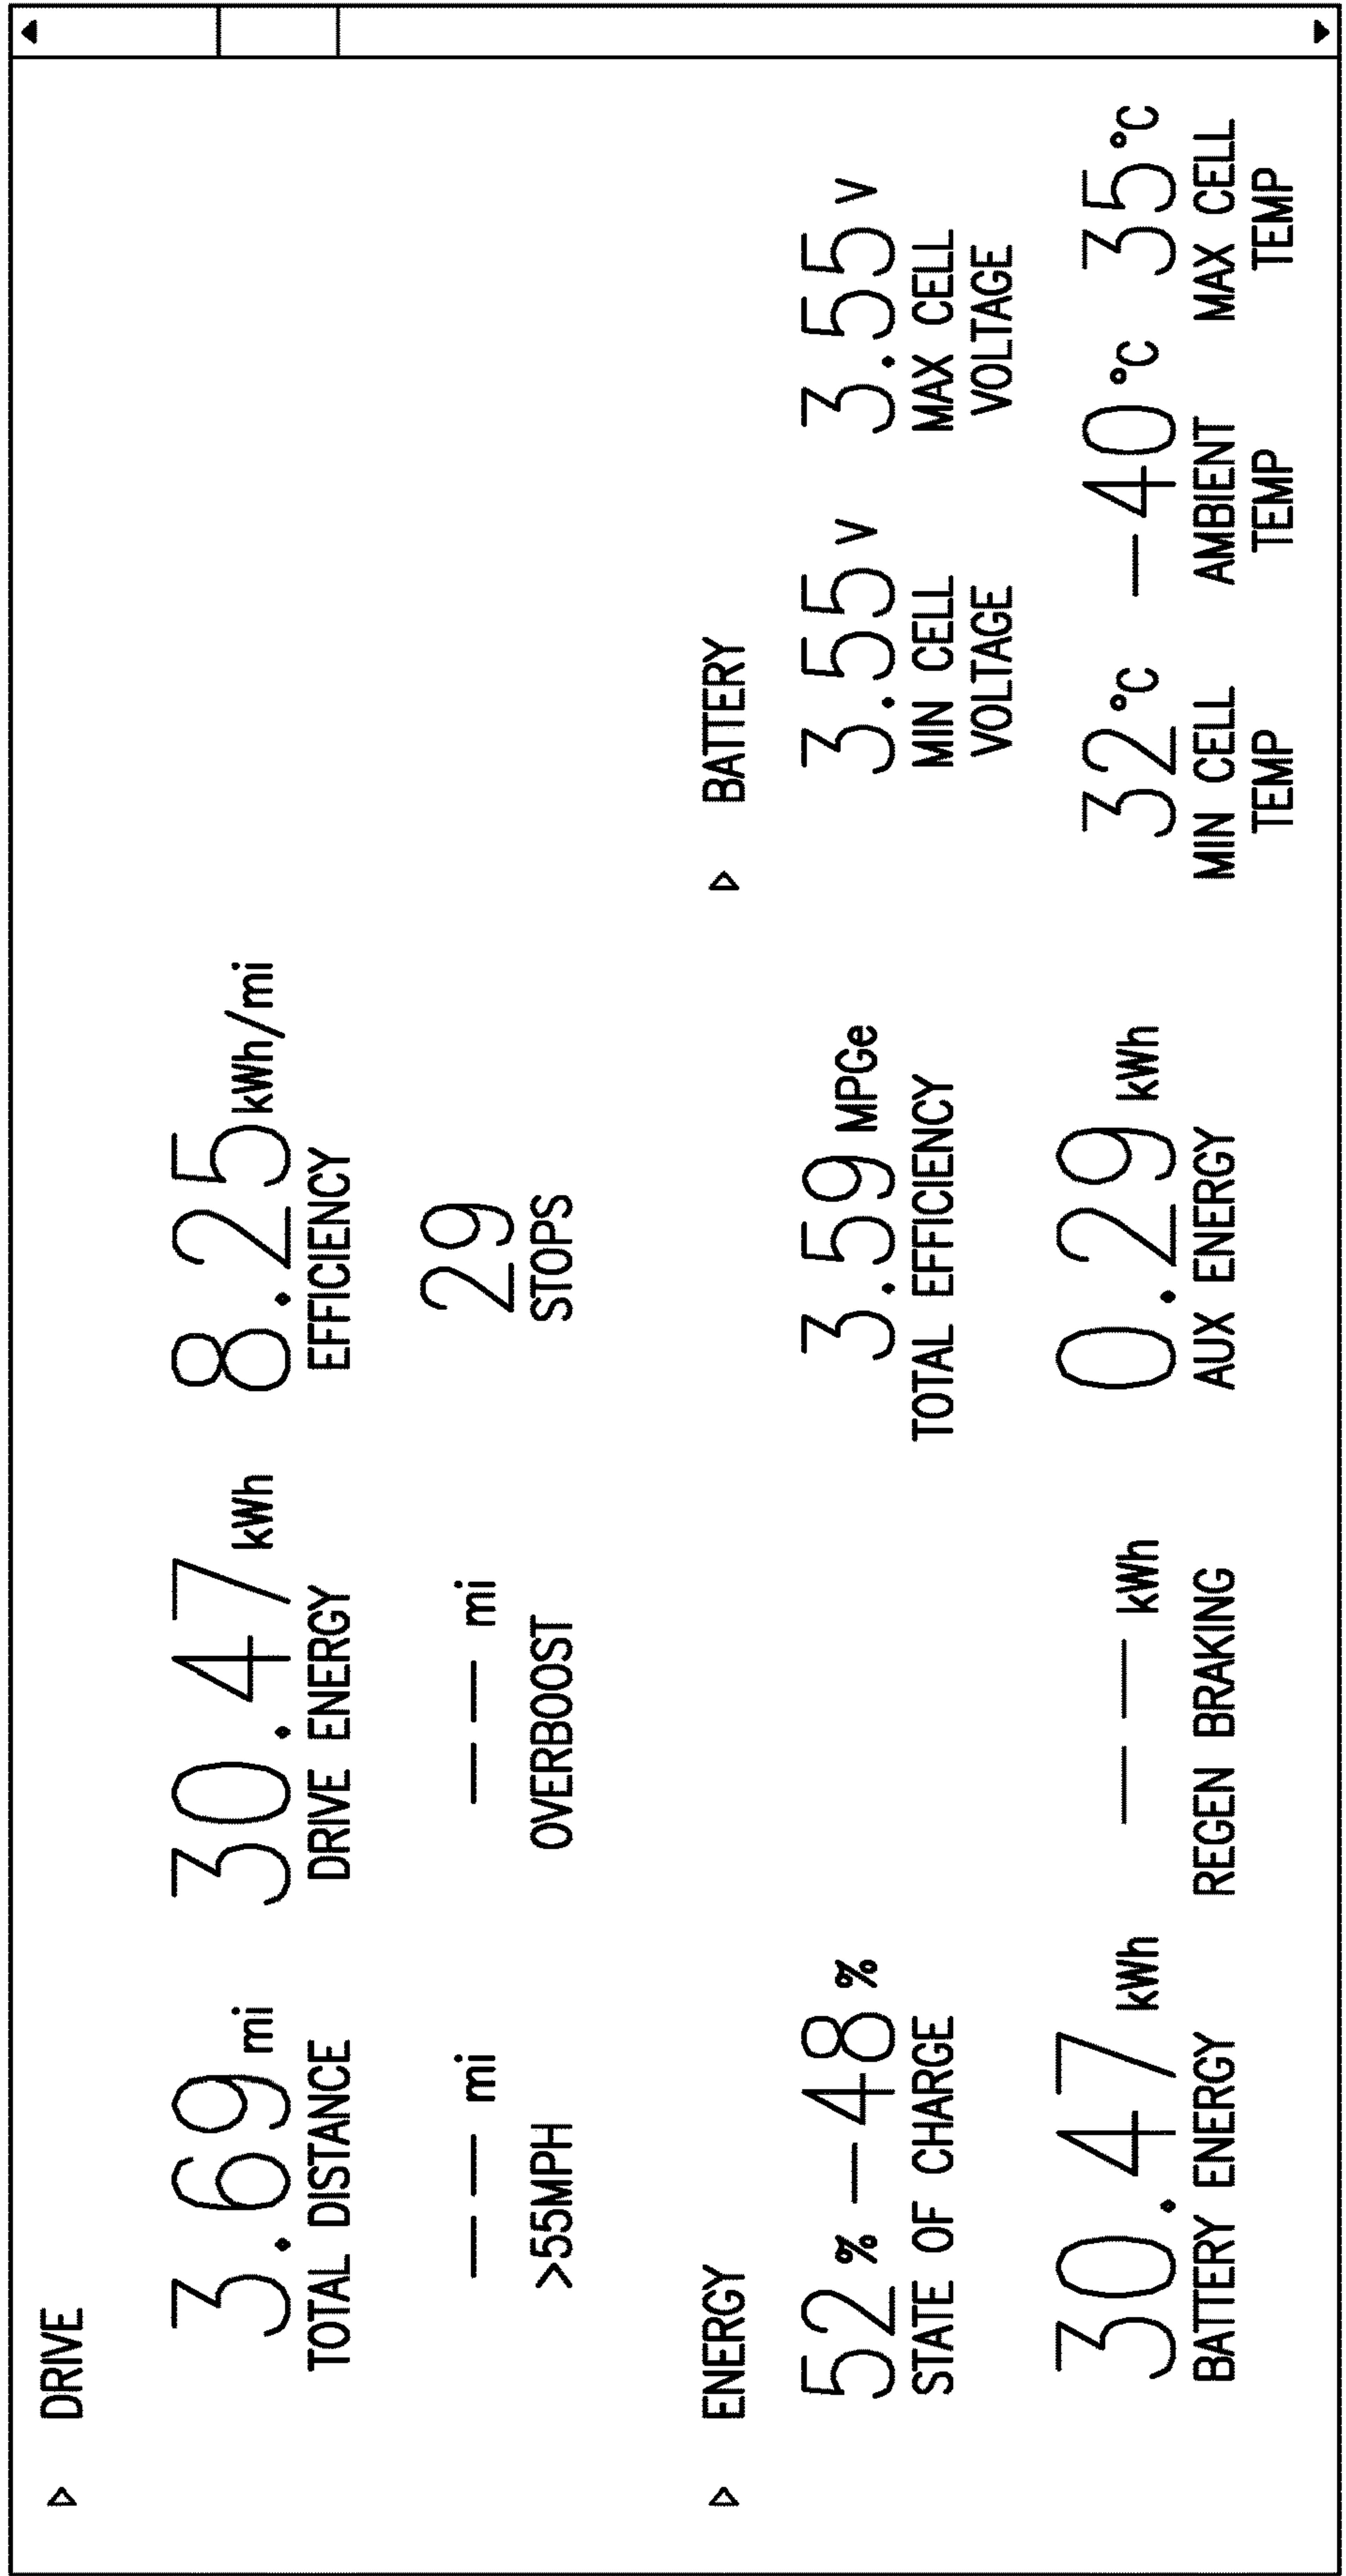 DRIVE
3.69 mi 30.47 kWh 8.25 kWh/mi
TOTAL DISTANCE DRIVE ENERGY EFFICIENCY
-- mi -- mi 29
>55MPH OVERBOOST STOPS
ENERGY
52%-48% 3.59 MPGe
STATE OF CHARGE TOTAL EFFICIENCY
30.47 kWh -- kWh 0.29 kWh
BATTERY ENERGY REGEN BRAKING AUX ENERGY
BATTERY
3.55 V 3.55 V
MIN CELL MAX CELL
VOLTAGE VOLTAGE
32°C -40°C 35°C
MIN CELL AMBIENT MAX CELL
TEMP TEMP TEMP